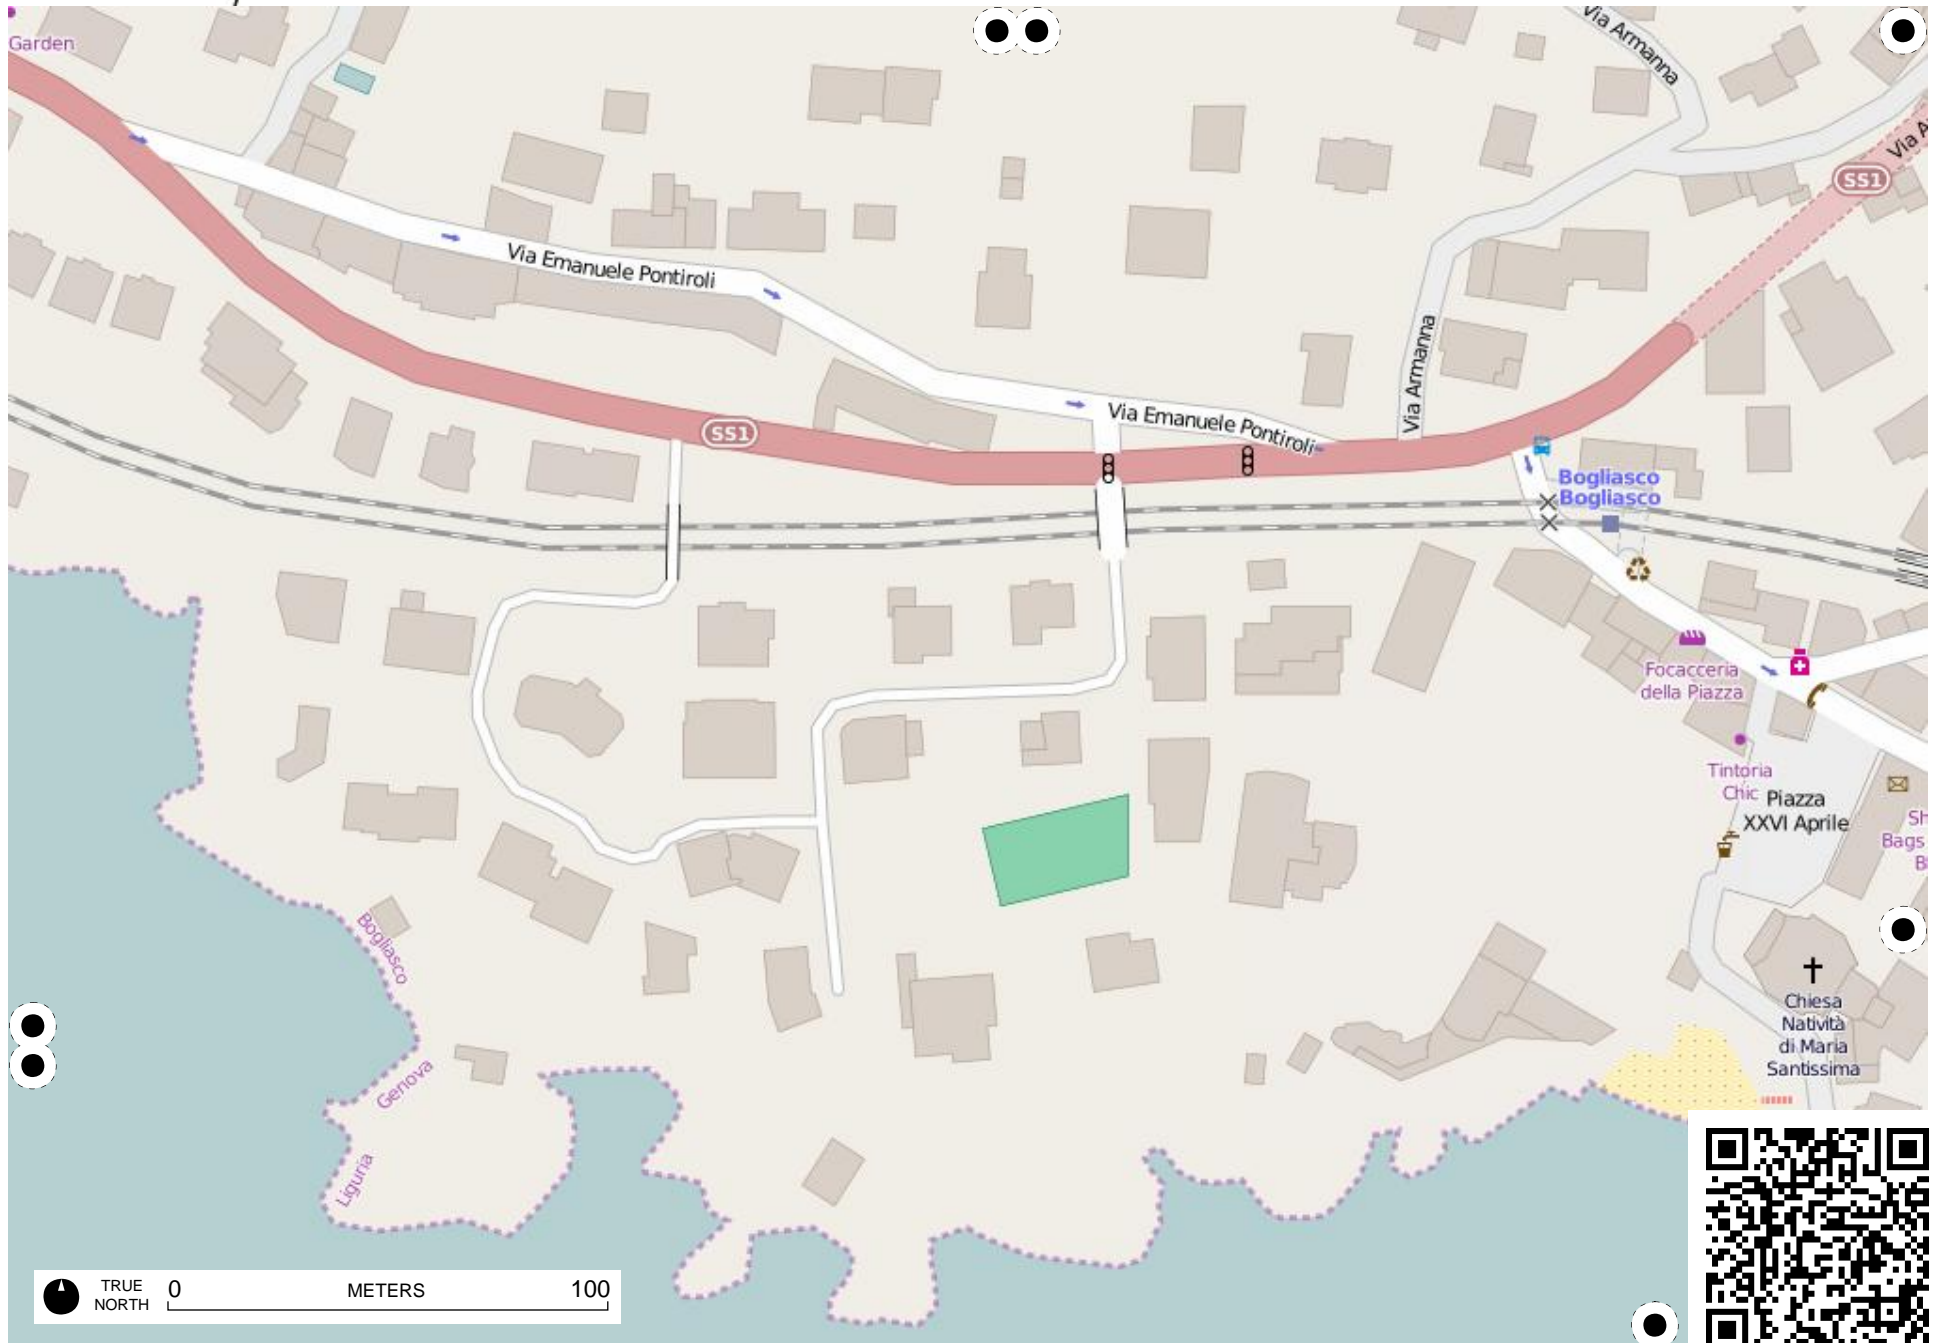 Garden
Via Armanna
SS1
Via Emanuele Pontiroli
Via Armanna
SS1
Via Emanuele Pontiroli
Bogliasco
Bogliasco
Focacceria
della Piazza
Tintoria
Chic
Piazza
XXVI Aprile
Bags
Bogliasco
Genova
Liguria
Chiesa
Natività
di Maria
Santissima
TRUE
NORTH
0 METERS 100